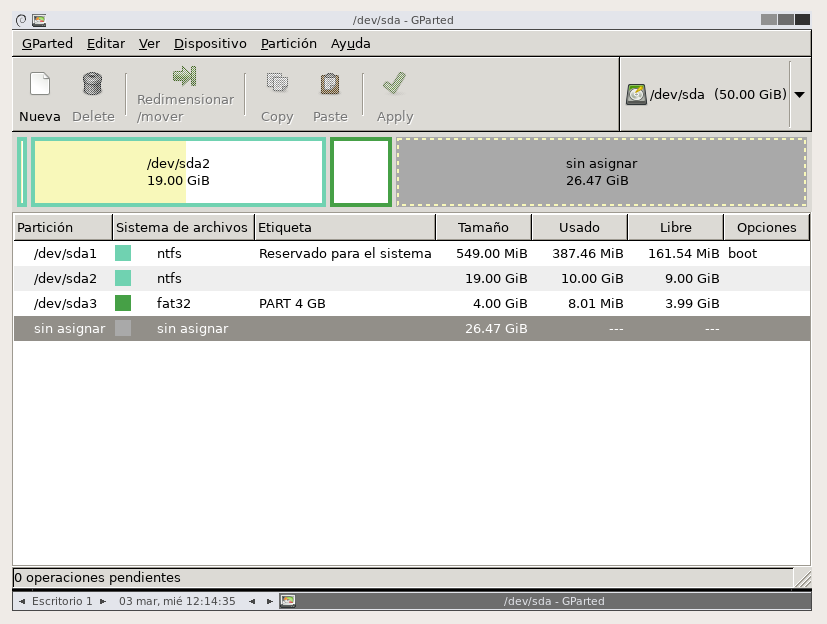 /dev/sda - GParted
GParted Editar Ver Dispositivo Partición Ayuda
Nueva Delete Redimensionar /mover Copy Paste Apply /dev/sda (50.00 GiB)
/dev/sda2
19.00 GiB
sin asignar
26.47 GiB
Partición Sistema de archivos Etiqueta Tamaño Usado Libre Opciones
/dev/sda1 ntfs Reservado para el sistema 549.00 MiB 387.46 MiB 161.54 MiB boot
/dev/sda2 ntfs 19.00 GiB 10.00 GiB 9.00 GiB
/dev/sda3 fat32 PART 4 GB 4.00 GiB 8.01 MiB 3.99 GiB
sin asignar sin asignar 26.47 GiB --- ---
0 operaciones pendientes
Escritorio 1 03 mar, mié 12:14:35 /dev/sda - GParted